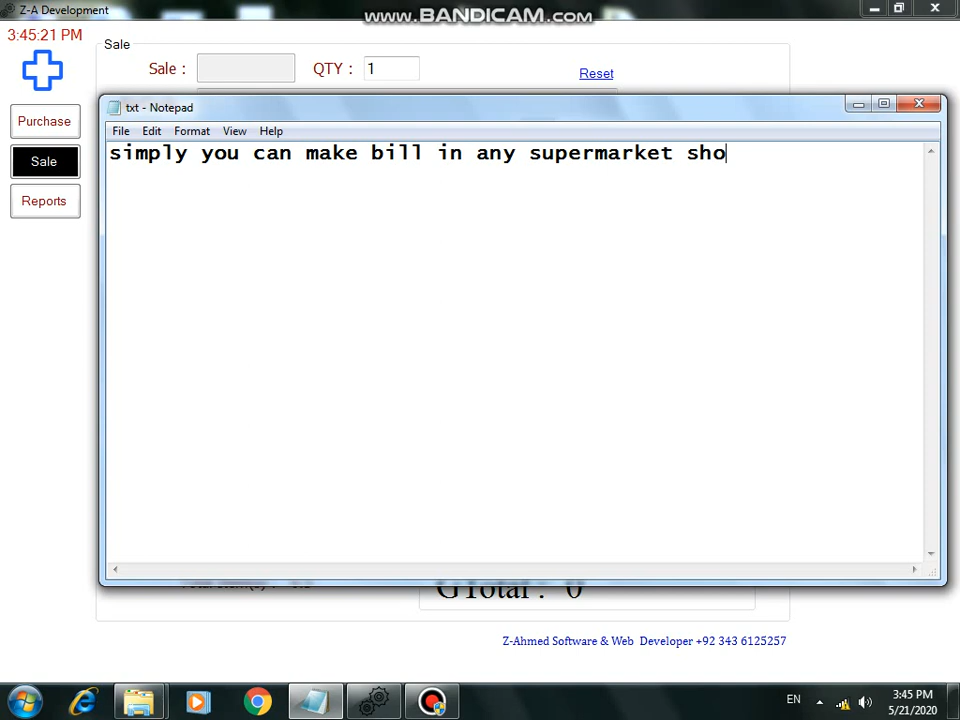 Z-A Development
www.BANDICAM.com
3:45:21 PM
Sale
Sale :
QTY :
1
Reset
Purchase
Sale
Reports
txt - Notepad
File Edit Format View Help
simply you can make bill in any supermarket sho
GTotal : 0
Z-Ahmed Software & Web Developer +92 343 6125257
EN
3:45 PM
5/21/2020